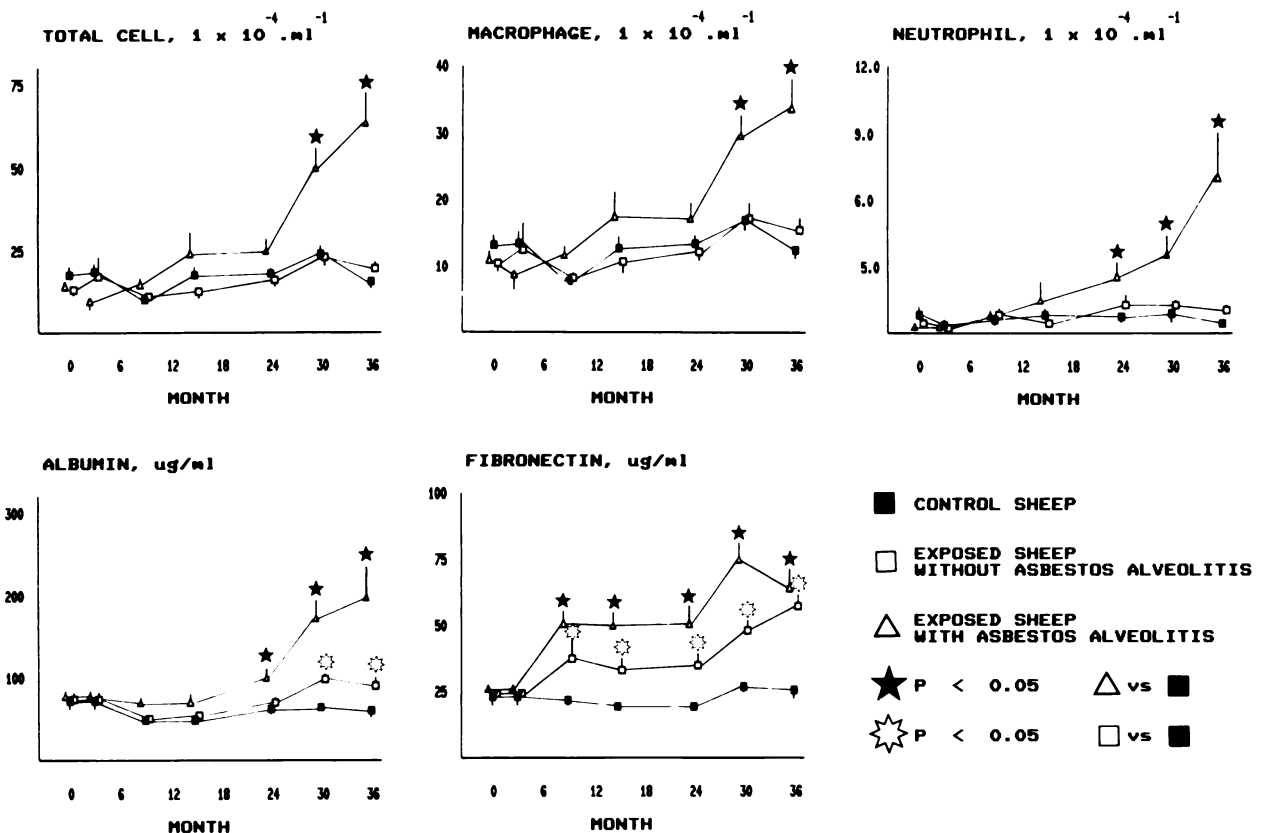 TOTAL CELL, 1 x 10⁻⁴.ml⁻¹
75
50
25
0 6 12 18 24 30 36
MONTH
MACROPHAGE, 1 x 10⁻⁴.ml⁻¹
40
30
20
10
0 6 12 18 24 30 36
MONTH
NEUTROPHIL, 1 x 10⁻⁴.ml⁻¹
12.0
9.0
6.0
5.0
0 6 12 18 24 30 36
MONTH
ALBUMIN, ug/ml
300
200
100
0 6 12 18 24 30 36
MONTH
FIBRONECTIN, ug/ml
100
75
50
25
0 6 12 18 24 30 36
MONTH
CONTROL SHEEP
EXPOSED SHEEP
WITHOUT ASBESTOS ALVEOLITIS
EXPOSED SHEEP
WITH ASBESTOS ALVEOLITIS
P < 0.05 vs
P < 0.05 vs